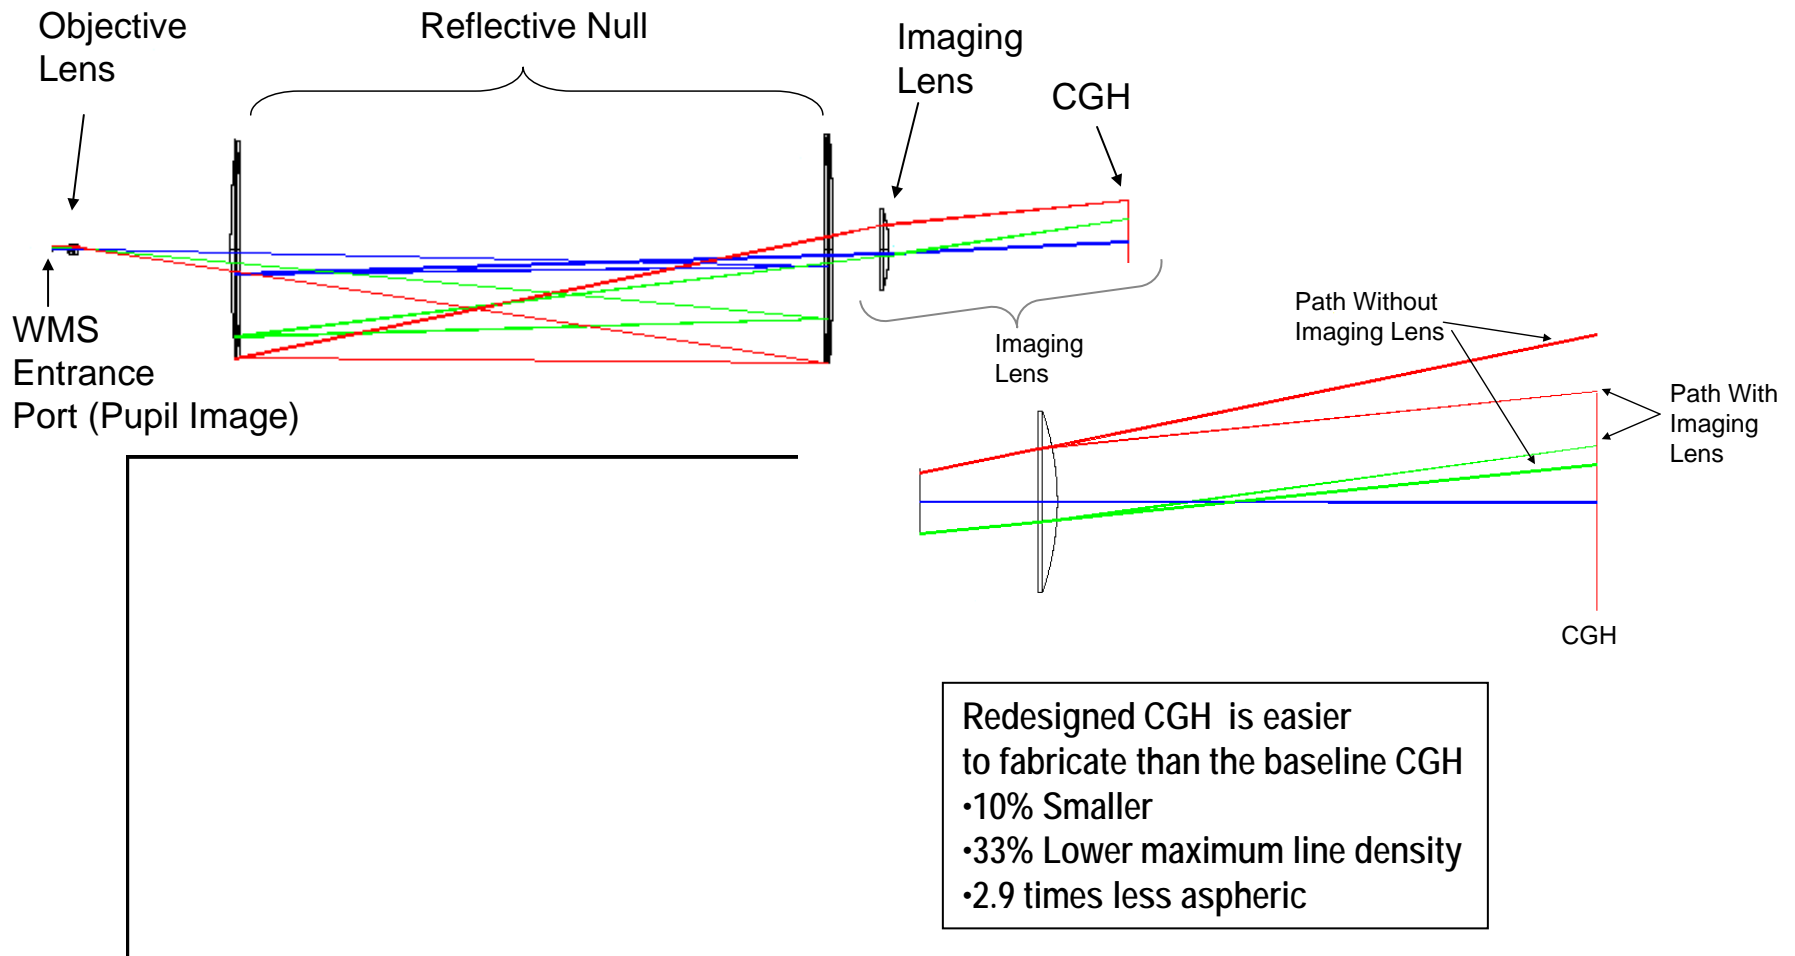 Objective
Lens
Reflective Null
Imaging
Lens
CGH
WMS
Entrance
Port (Pupil Image)
Imaging
Lens
Path Without
Imaging Lens
Path With
Imaging
Lens
CGH
Redesigned CGH is easier
to fabricate than the baseline CGH
•10% Smaller
•33% Lower maximum line density
•2.9 times less aspheric